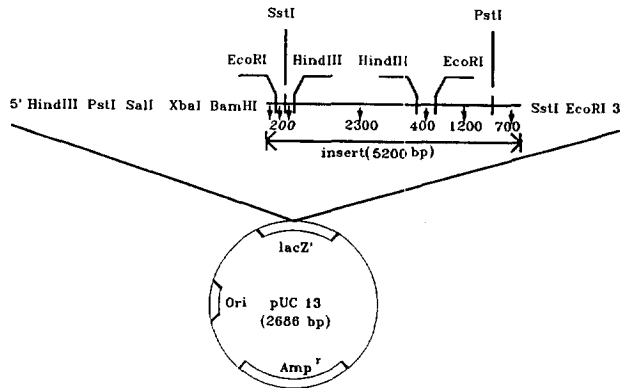 SstI PstI
EcoRI HindIII HindIII EcoRI
5' HindIII PstI SalI XbaI BamHI SstI EcoRI 3
200 2300 400 1200 700
insert(5200 bp)
lacZ'
Ori pUC 13
(2686 bp)
Amp r